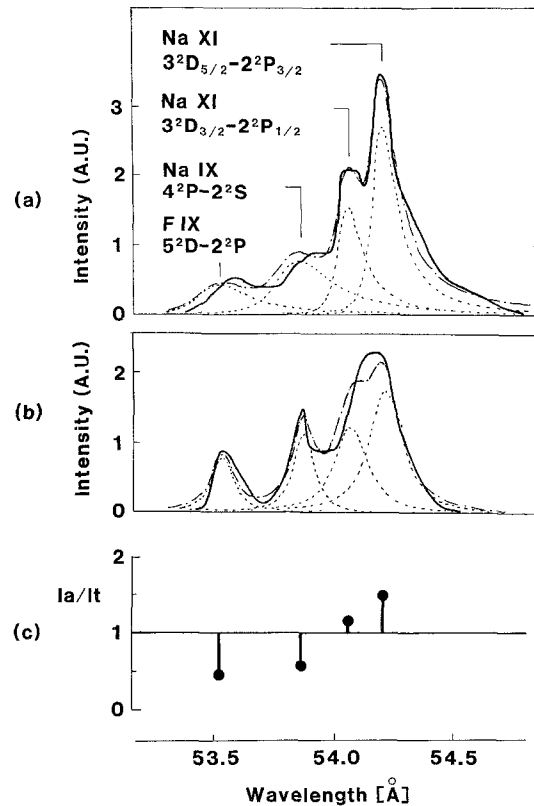 Na XI
3²D₅/₂-2²P₃/₂
Na XI
3²D₃/₂-2²P₁/₂
Na IX
4²P-2²S
F IX
5²D-2²P
(a)
Intensity (A.U.)
3
2
1
0
(b)
Intensity (A.U.)
2
1
0
(c)
Ia/It
2
1
0
53.5 54.0 54.5
Wavelength [Å]